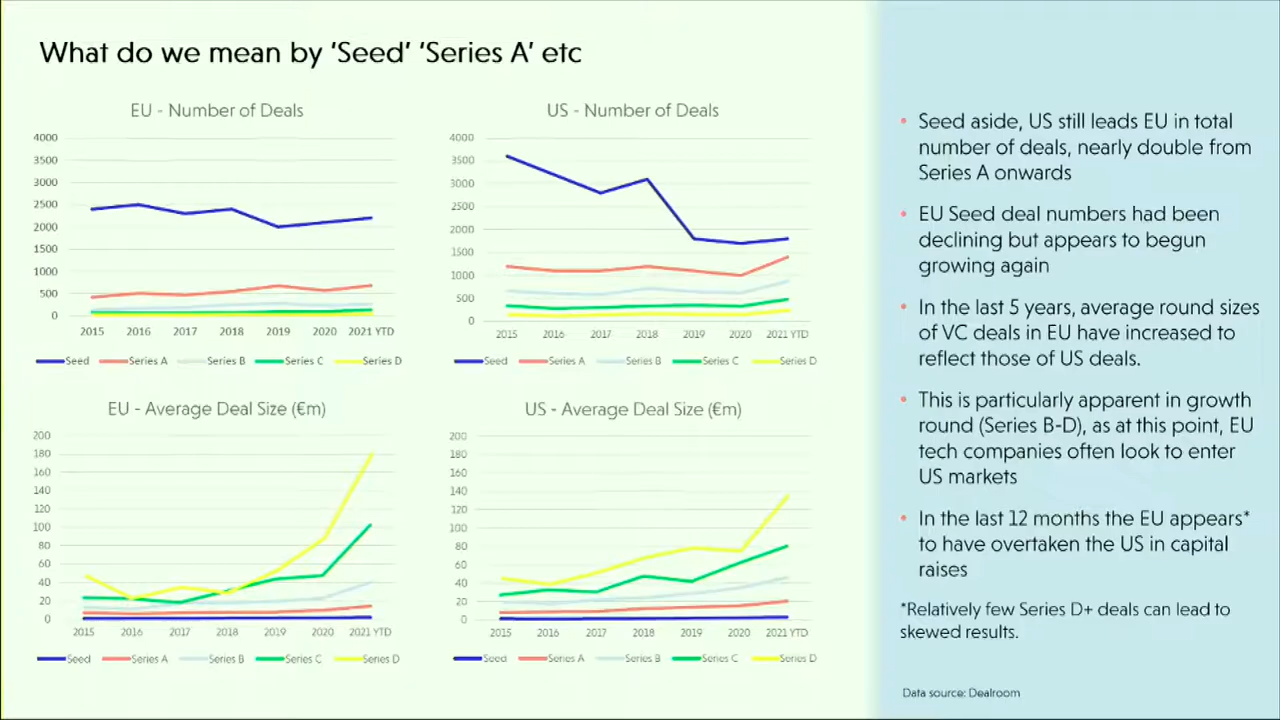 What do we mean by ‘Seed’ ‘Series A’ etc
EU - Number of Deals
4000
3500
3000
2500
2000
1500
1000
500
0
2015 2016 2017 2018 2019 2020 2021 YTD
Seed Series A Series B Series C Series D
US - Number of Deals
4000
3500
3000
2500
2000
1500
1000
500
0
2015 2016 2017 2018 2019 2020 2021 YTD
Seed Series A Series B Series C Series D
EU - Average Deal Size (€m)
200
180
160
140
120
100
80
60
40
20
0
2015 2016 2017 2018 2019 2020 2021 YTD
Seed Series A Series B Series C Series D
US - Average Deal Size (€m)
200
180
160
140
120
100
80
60
40
20
0
2015 2016 2017 2018 2019 2020 2021 YTD
Seed Series A Series B Series C Series D
• Seed aside, US still leads EU in total
number of deals, nearly double from
Series A onwards
• EU Seed deal numbers had been
declining but appears to begun
growing again
• In the last 5 years, average round sizes
of VC deals in EU have increased to
reflect those of US deals.
• This is particularly apparent in growth
round (Series B-D), as at this point, EU
tech companies often look to enter
US markets
• In the last 12 months the EU appears*
to have overtaken the US in capital
raises
*Relatively few Series D+ deals can lead to
skewed results.
Data source: Dealroom